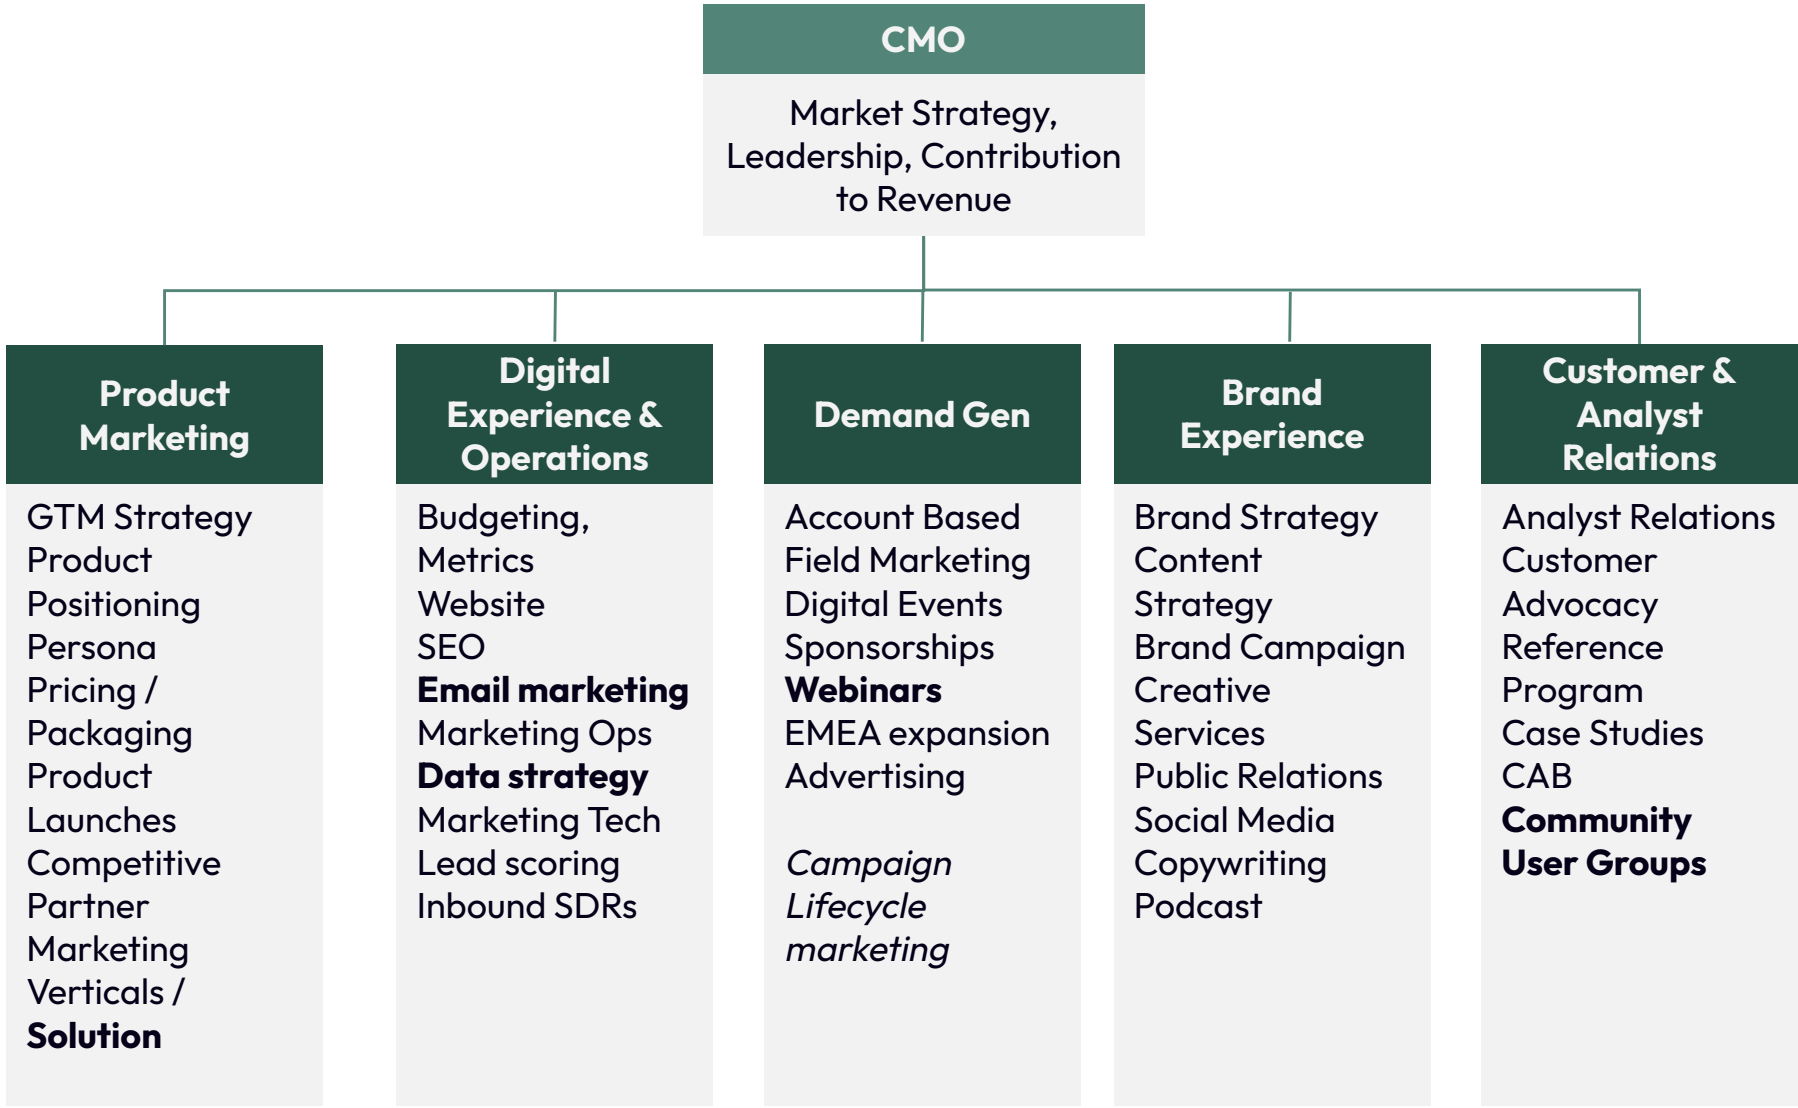 CMO
Market Strategy,
Leadership, Contribution
to Revenue
Product
Marketing
GTM Strategy
Product
Positioning
Persona
Pricing /
Packaging
Product
Launches
Competitive
Partner
Marketing
Verticals /
Solution
Digital
Experience &
Operations
Budgeting,
Metrics
Website
SEO
Email marketing
Marketing Ops
Data strategy
Marketing Tech
Lead scoring
Inbound SDRs
Demand Gen
Account Based
Field Marketing
Digital Events
Sponsorships
Webinars
EMEA expansion
Advertising
Campaign
Lifecycle
marketing
Brand
Experience
Brand Strategy
Content
Strategy
Brand Campaign
Creative
Services
Public Relations
Social Media
Copywriting
Podcast
Customer &
Analyst
Relations
Analyst Relations
Customer
Advocacy
Reference
Program
Case Studies
CAB
Community
User Groups